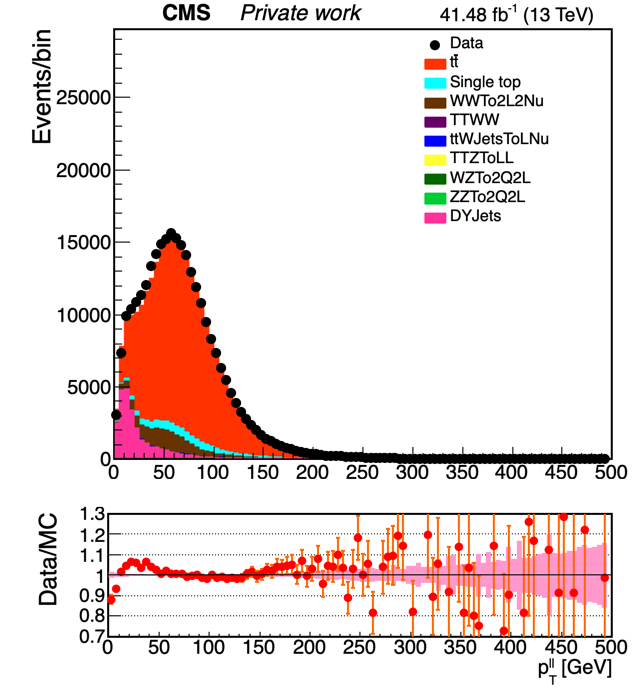 CMS Private work 41.48 fb⁻¹ (13 TeV)
Events/bin
25000
20000
15000
10000
5000
0
Data
tt̄
Single top
WWTo2L2Nu
TTWW
ttWJetsToLNu
TTZToLL
WZTo2Q2L
ZZTo2Q2L
DYJets
0 50 100 150 200 250 300 350 400 450 500
Data/MC
1.3
1.2
1.1
1
0.9
0.8
0.7
0 50 100 150 200 250 300 350 400 450 500
p_T^ll [GeV]